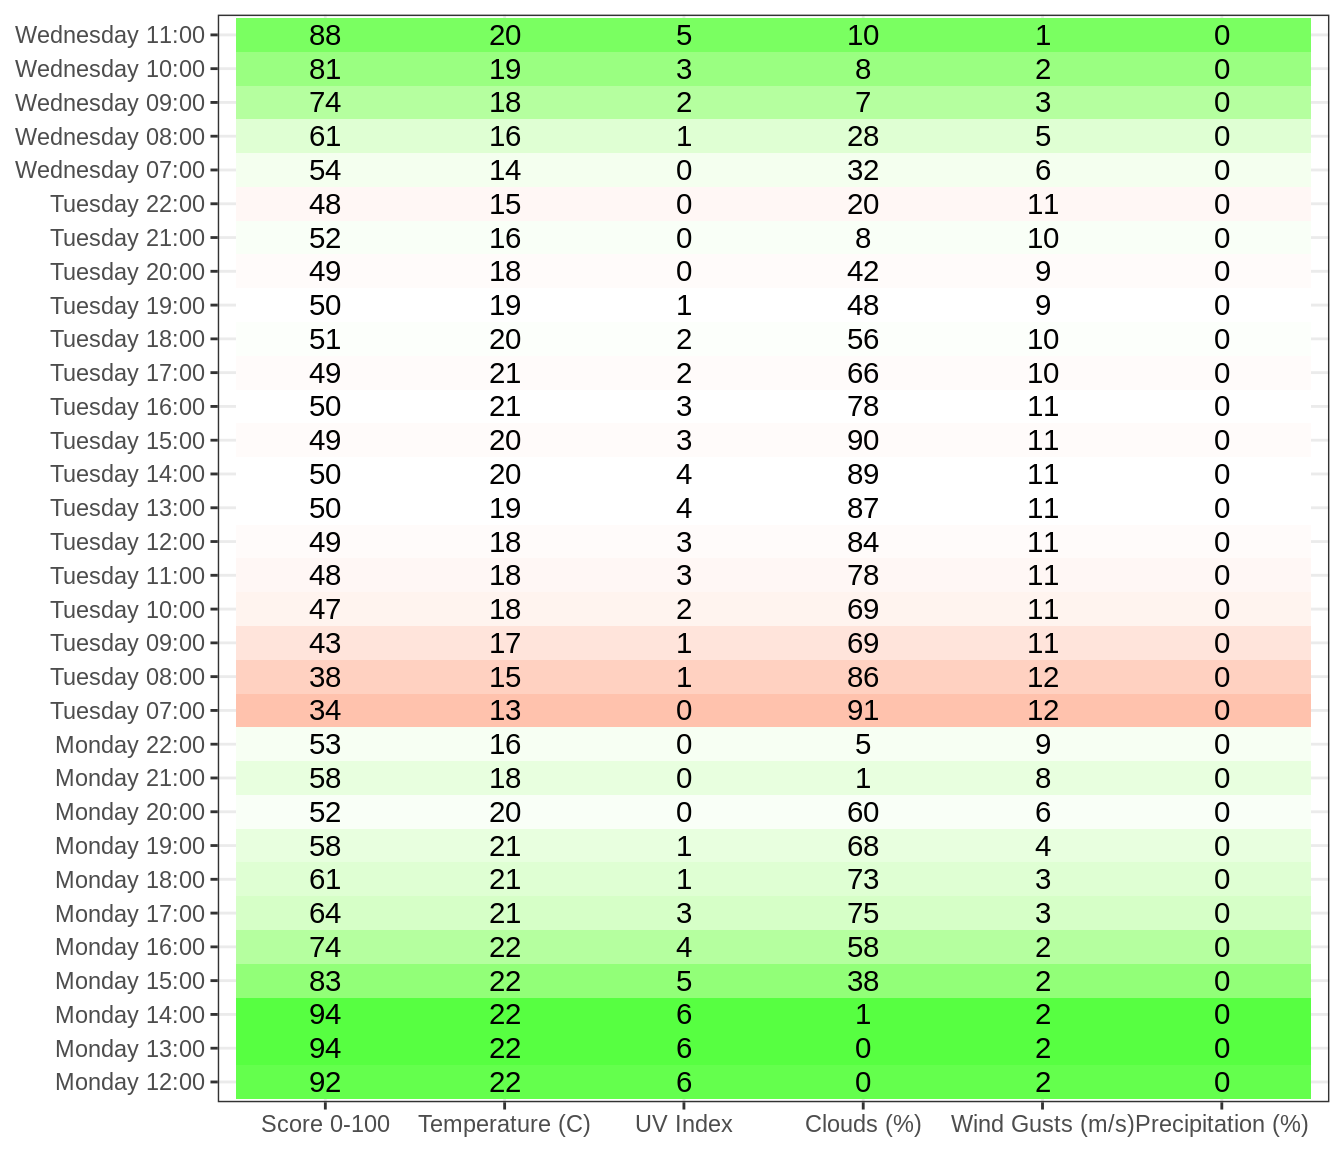 Wednesday 11:00 88 20 5 10 1 0
Wednesday 10:00 81 19 3 8 2 0
Wednesday 09:00 74 18 2 7 3 0
Wednesday 08:00 61 16 1 28 5 0
Wednesday 07:00 54 14 0 32 6 0
Tuesday 22:00 48 15 0 20 11 0
Tuesday 21:00 52 16 0 8 10 0
Tuesday 20:00 49 18 0 42 9 0
Tuesday 19:00 50 19 1 48 9 0
Tuesday 18:00 51 20 2 56 10 0
Tuesday 17:00 49 21 2 66 10 0
Tuesday 16:00 50 21 3 78 11 0
Tuesday 15:00 49 20 3 90 11 0
Tuesday 14:00 50 20 4 89 11 0
Tuesday 13:00 50 19 4 87 11 0
Tuesday 12:00 49 18 3 84 11 0
Tuesday 11:00 48 18 3 78 11 0
Tuesday 10:00 47 18 2 69 11 0
Tuesday 09:00 43 17 1 69 11 0
Tuesday 08:00 38 15 1 86 12 0
Tuesday 07:00 34 13 0 91 12 0
Monday 22:00 53 16 0 5 9 0
Monday 21:00 58 18 0 1 8 0
Monday 20:00 52 20 0 60 6 0
Monday 19:00 58 21 1 68 4 0
Monday 18:00 61 21 1 73 3 0
Monday 17:00 64 21 3 75 3 0
Monday 16:00 74 22 4 58 2 0
Monday 15:00 83 22 5 38 2 0
Monday 14:00 94 22 6 1 2 0
Monday 13:00 94 22 6 0 2 0
Monday 12:00 92 22 6 0 2 0
Score 0-100 Temperature (C) UV Index Clouds (%) Wind Gusts (m/s) Precipitation (%)